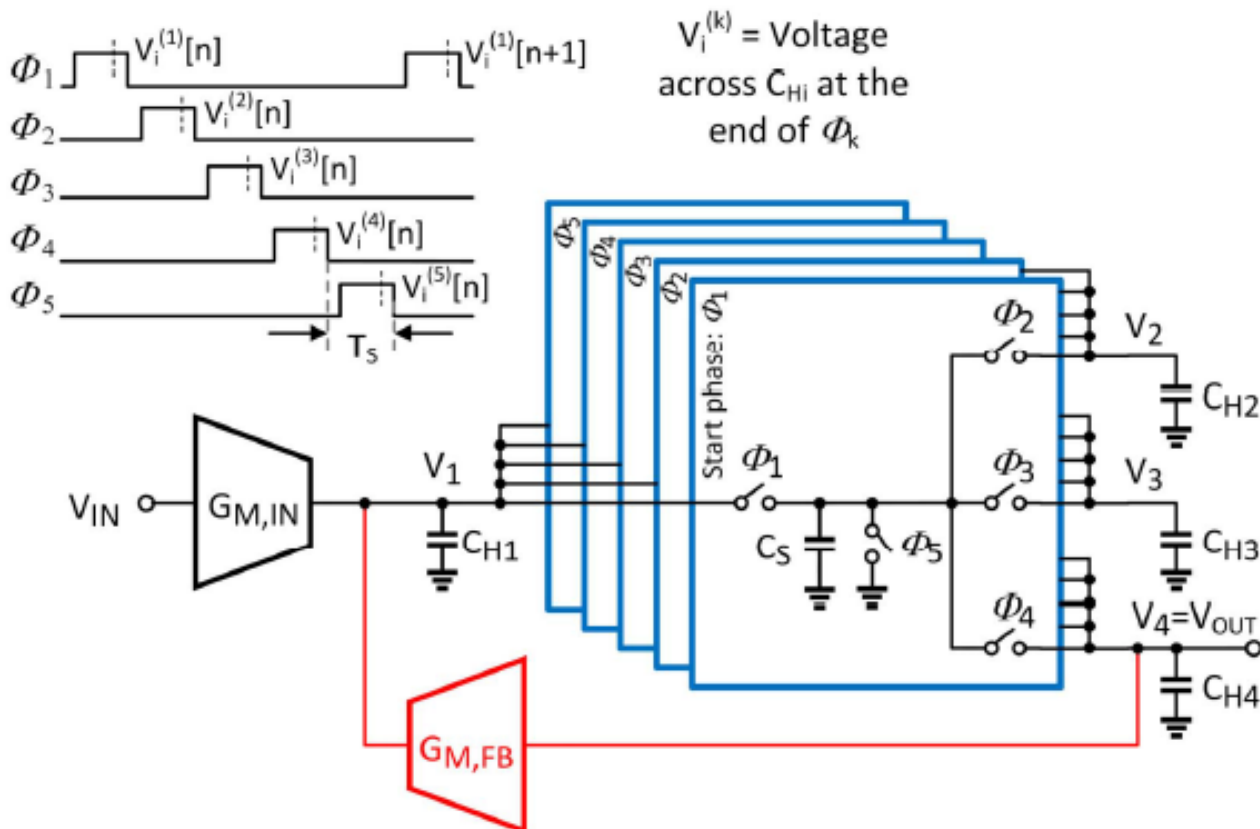 Φ1 Vi(1)[n] Vi(1)[n+1]
Φ2 Vi(2)[n]
Φ3 Vi(3)[n]
Φ4 Vi(4)[n]
Φ5 Vi(5)[n]
TS
Vi(k) = Voltage
across CHi at the
end of Φk
Φ5
Φ4
Φ3
Φ2
Start phase: Φ1
Φ2
V2
CH2
VIN
GM,IN
V1
CH1
Φ1
CS
Φ5
Φ3
V3
CH3
Φ4
V4=VOUT
CH4
GM,FB